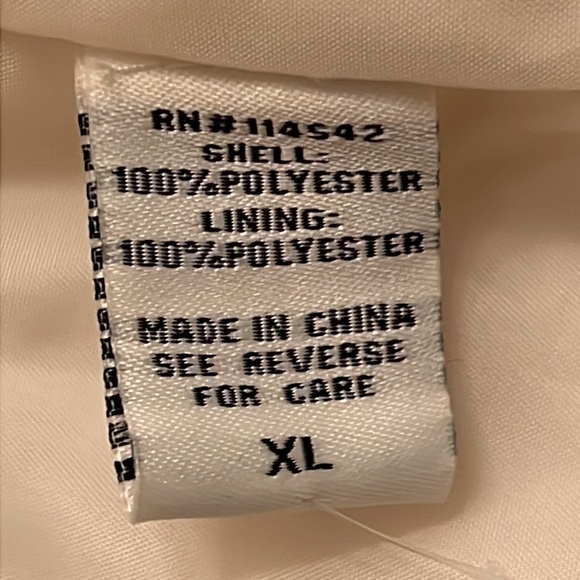 RN#114542
SHELL:
100%POLYESTER
LINING:
100%POLYESTER
MADE IN CHINA
SEE REVERSE
FOR CARE
XL